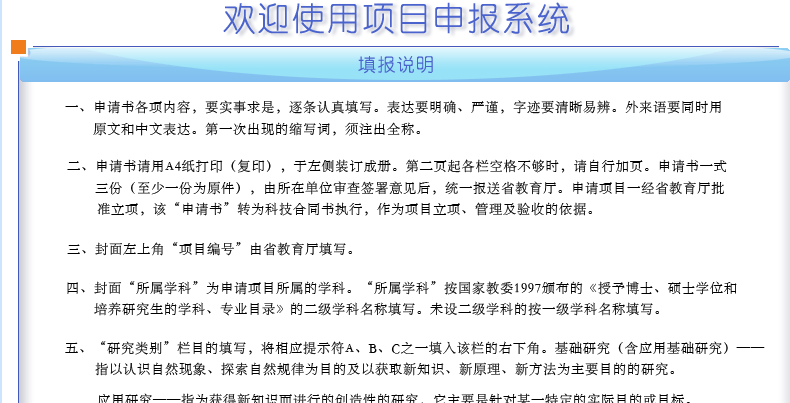 欢迎使用项目申报系统
填报说明
一、申请书各项内容，要实事求是，逐条认真填写。表达要明确、严谨，字迹要清晰易辨。外来语要同时用
原文和中文表达。第一次出现的缩写词，须注出全称。
二、申请书请用A4纸打印（复印），于左侧装订成册。第二页起各栏空格不够时，请自行加页。申请书一式
三份（至少一份为原件），由所在单位审查签署意见后，统一报送省教育厅。申请项目一经省教育厅批
准立项，该“申请书”转为科技合同书执行，作为项目立项、管理及验收的依据。
三、封面左上角“项目编号”由省教育厅填写。
四、封面“所属学科”为申请项目所属的学科。“所属学科”按国家教委1997颁布的《授予博士、硕士学位和
培养研究生的学科、专业目录》的二级学科名称填写。未设二级学科的按一级学科名称填写。
五、“研究类别”栏目的填写，将相应提示符A、B、C之一填入该栏的右下角。基础研究（含应用基础研究）——
指以认识自然现象、探索自然规律为目的及以获取新知识、新原理、新方法为主要目的的研究。
应用研究——指为获得新知识而进行的创造性的研究，它主要是针对某一特定的实际目的或目标。